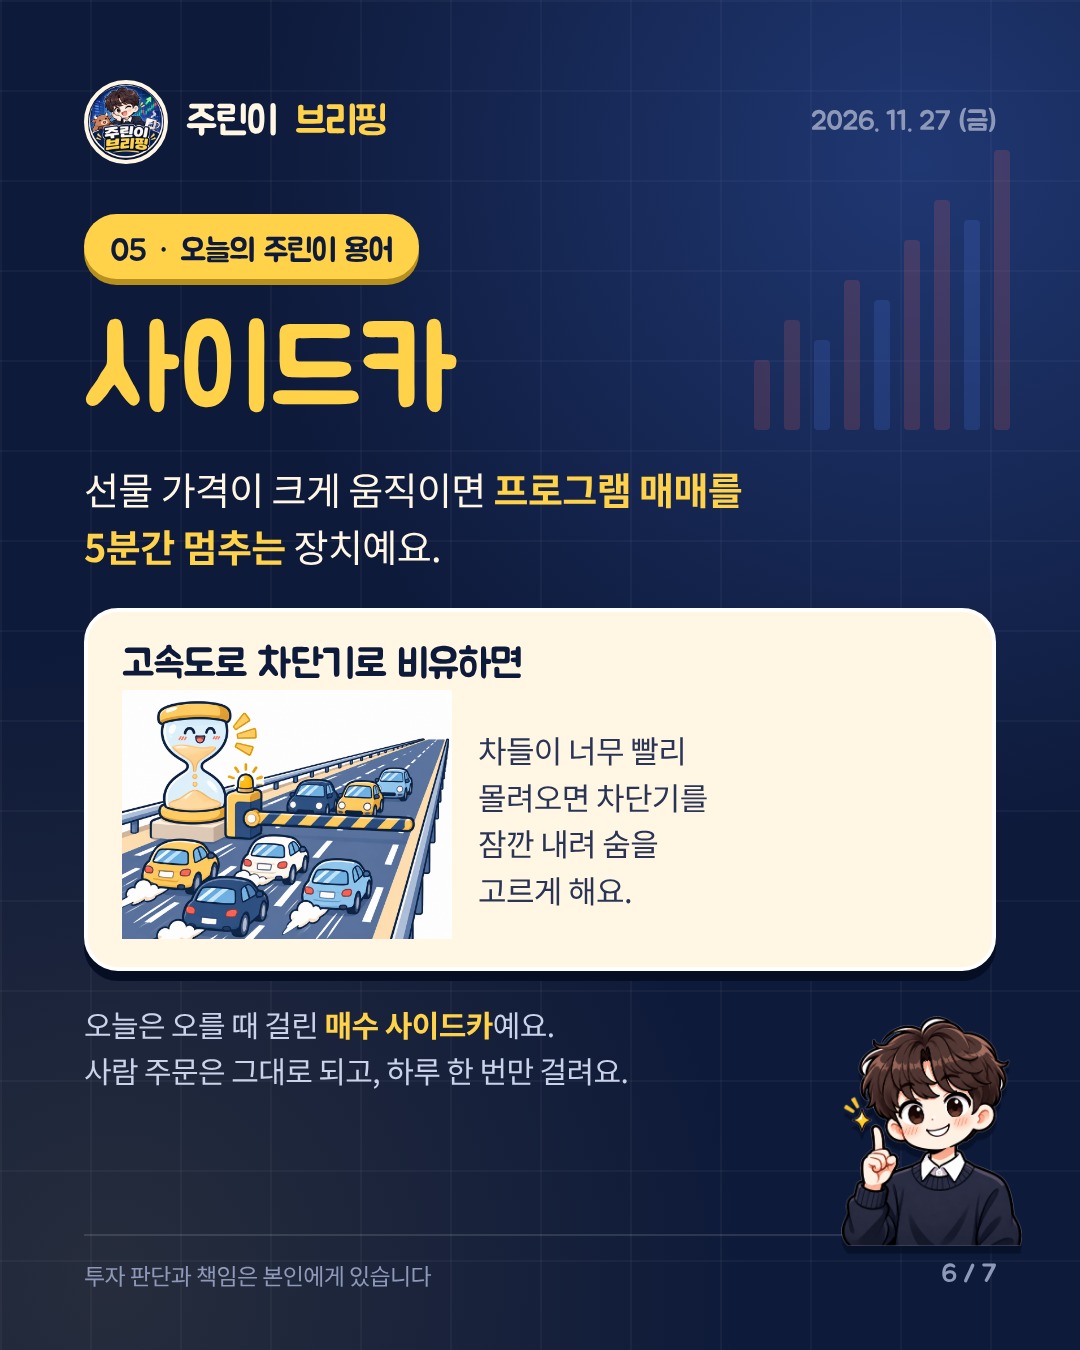 주린이 브리핑
주린이 브리핑
2026. 11. 27 (금)
05 · 오늘의 주린이 용어
사이드카
선물 가격이 크게 움직이면 프로그램 매매를
5분간 멈추는 장치예요.
고속도로 차단기로 비유하면
차들이 너무 빨리
몰려오면 차단기를
잠깐 내려 숨을
고르게 해요.
오늘은 오를 때 걸린 매수 사이드카예요.
사람 주문은 그대로 되고, 하루 한 번만 걸려요.
투자 판단과 책임은 본인에게 있습니다
6 / 7